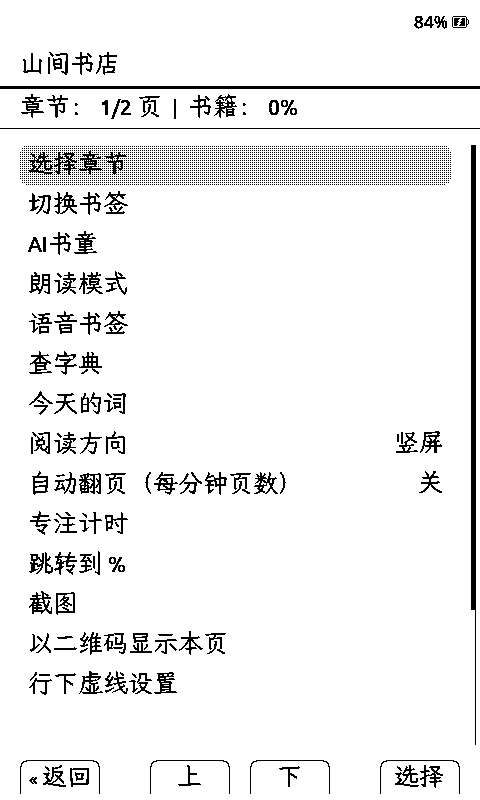 84%
山间书店
章节： 1/2 页 | 书籍： 0%
选择章节
切换书签
AI书童
朗读模式
语音书签
查字典
今天的词
阅读方向 竖屏
自动翻页（每分钟页数） 关
专注计时
跳转到 %
截图
以二维码显示本页
行下虚线设置
« 返回 上 下 选择